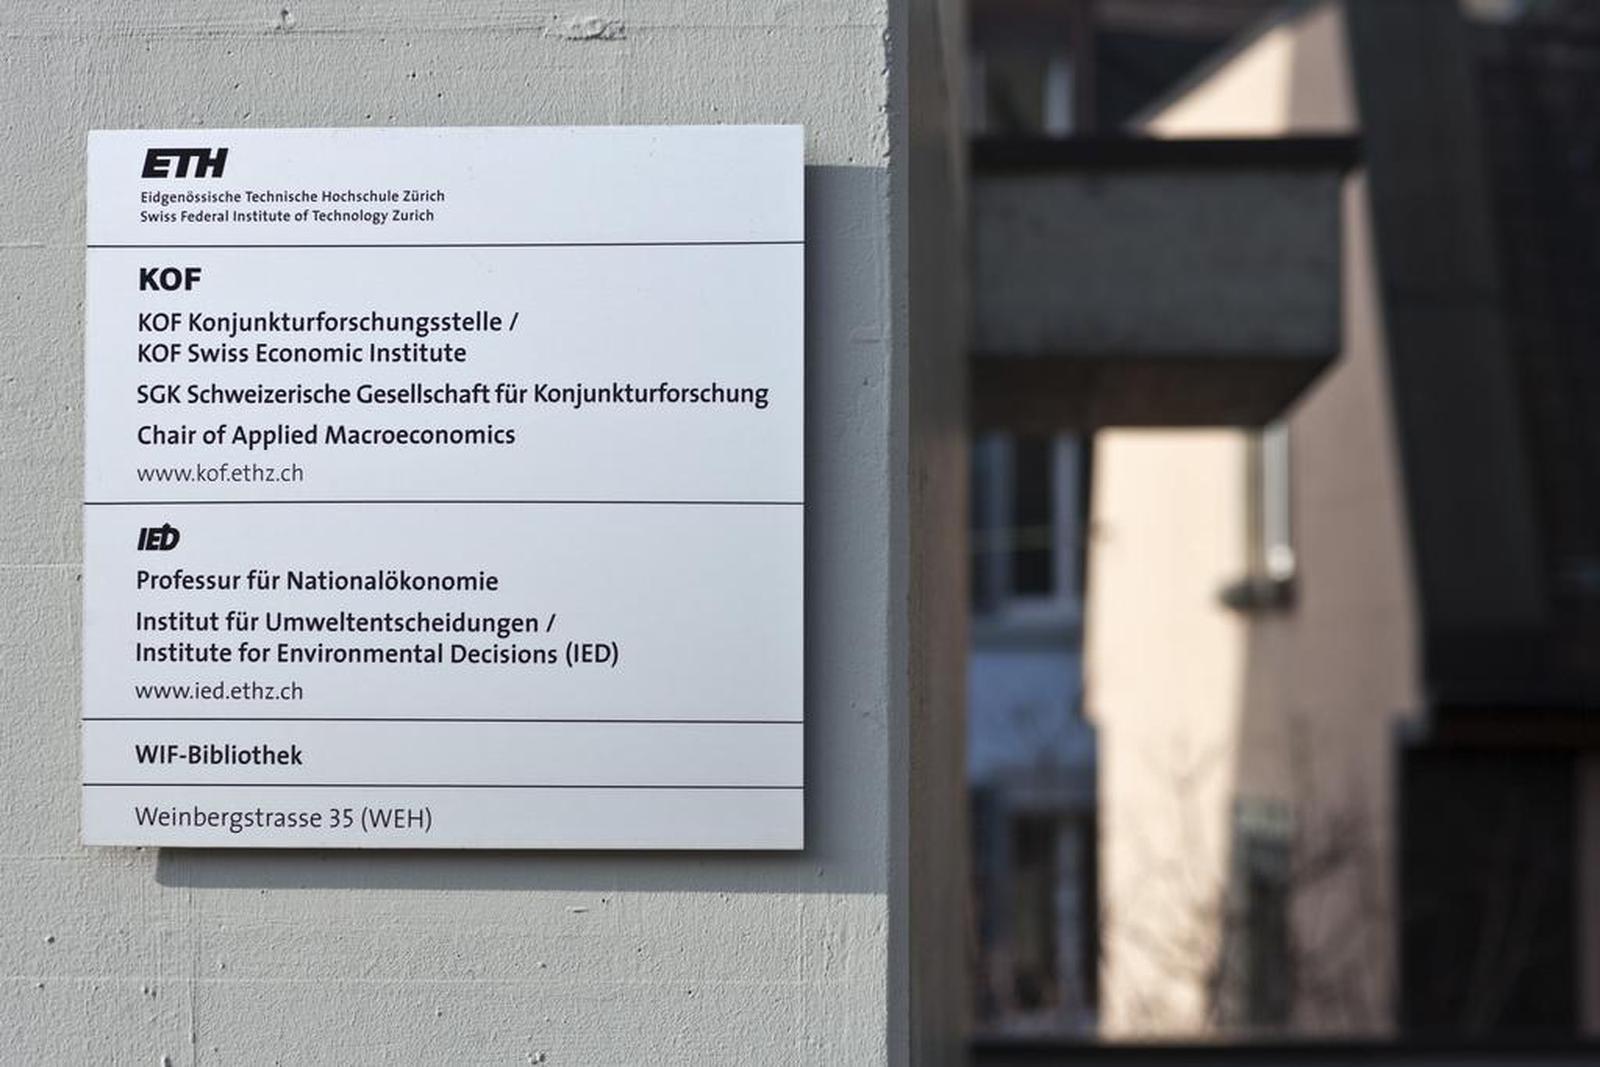 ETH
Eidgenössische Technische Hochschule Zürich
Swiss Federal Institute of Technology Zurich
KOF
KOF Konjunkturforschungsstelle /
KOF Swiss Economic Institute
SGK Schweizerische Gesellschaft für Konjunkturforschung
Chair of Applied Macroeconomics
www.kof.ethz.ch
IED
Professur für Nationalökonomie
Institut für Umweltentscheidungen /
Institute for Environmental Decisions (IED)
www.ied.ethz.ch
WIF-Bibliothek
Weinbergstrasse 35 (WEH)